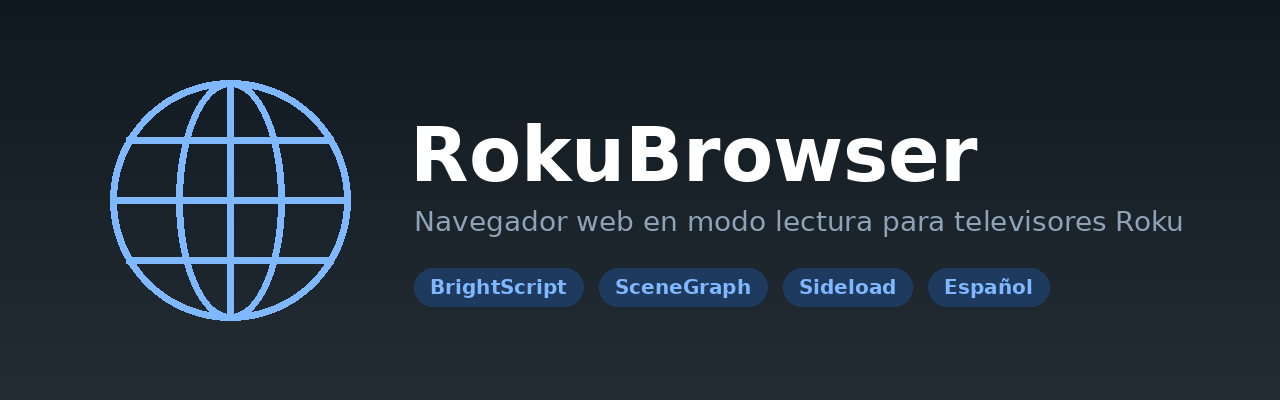 RokuBrowser
Navegador web en modo lectura para televisores Roku
BrightScript SceneGraph Sideload Español